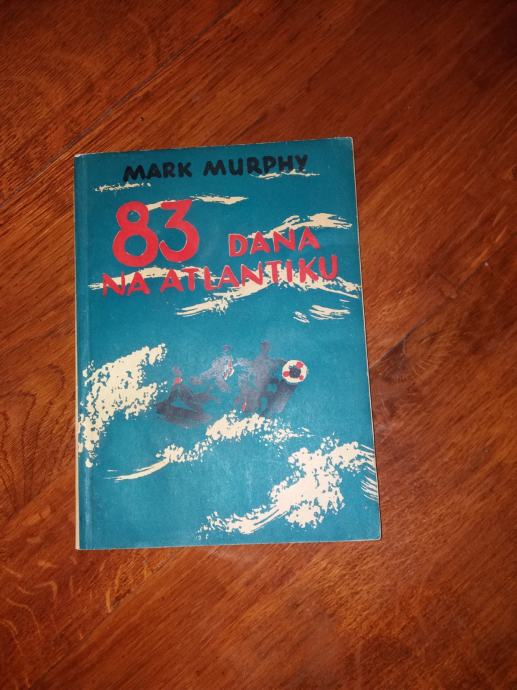 MARK MURPHY
83 DANA
NA ATLANTIKU